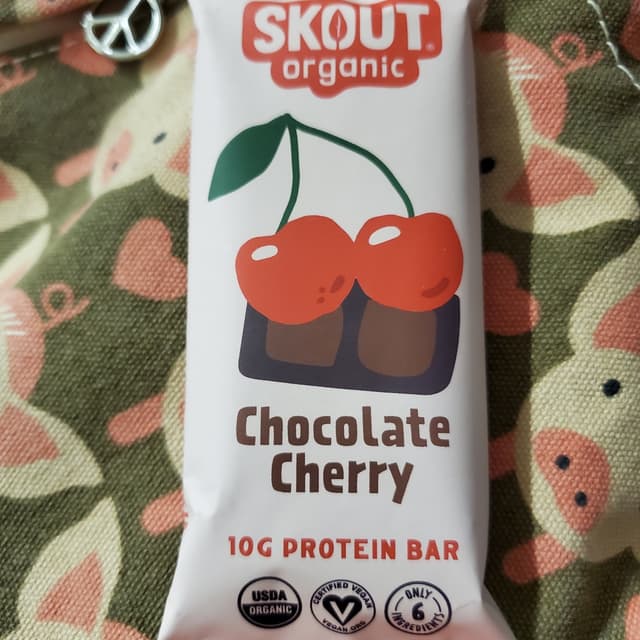 SKOUT®
organic
Chocolate
Cherry
10G PROTEIN BAR
USDA
ORGANIC
CERTIFIED VEGAN
VEGAN.ORG
ONLY
6
INGREDIENTS